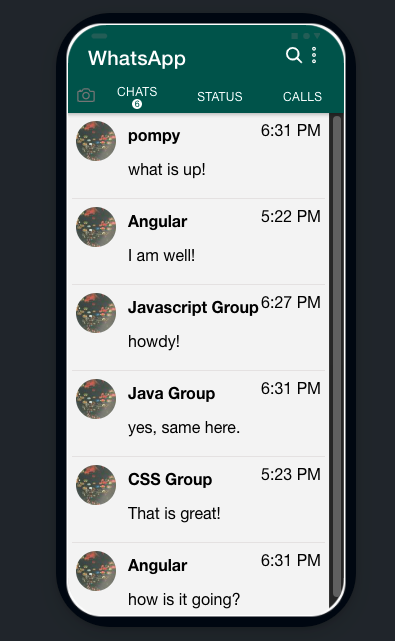 WhatsApp
CHATS STATUS CALLS
6
pompy 6:31 PM
what is up!
Angular 5:22 PM
I am well!
Javascript Group 6:27 PM
howdy!
Java Group 6:31 PM
yes, same here.
CSS Group 5:23 PM
That is great!
Angular 6:31 PM
how is it going?